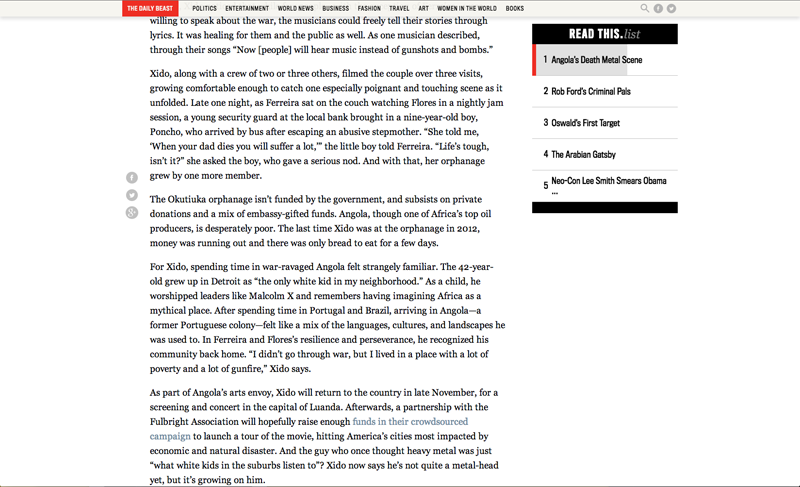 THE DAILY BEAST
POLITICS ENTERTAINMENT WORLD NEWS BUSINESS FASHION TRAVEL ART WOMEN IN THE WORLD BOOKS
willing to speak about the war, the musicians could freely tell their stories through
lyrics. It was healing for them and the public as well. As one musician described,
through their songs “Now [people] will hear music instead of gunshots and bombs.”
Xido, along with a crew of two or three others, filmed the couple over three visits,
growing comfortable enough to catch one especially poignant and touching scene as it
unfolded. Late one night, as Ferreira sat on the couch watching Flores in a nightly jam
session, a young security guard at the local bank brought in a nine-year-old boy,
Poncho, who arrived by bus after escaping an abusive stepmother. “She told me,
‘When your dad dies you will suffer a lot,’” the little boy told Ferreira. “Life’s tough,
isn’t it?” she asked the boy, who gave a serious nod. And with that, her orphanage
grew by one more member.
The Okutiuka orphanage isn’t funded by the government, and subsists on private
donations and a mix of embassy-gifted funds. Angola, though one of Africa’s top oil
producers, is desperately poor. The last time Xido was at the orphanage in 2012,
money was running out and there was only bread to eat for a few days.
For Xido, spending time in war-ravaged Angola felt strangely familiar. The 42-year-
old grew up in Detroit as “the only white kid in my neighborhood.” As a child, he
worshipped leaders like Malcolm X and remembers having imagining Africa as a
mythical place. After spending time in Portugal and Brazil, arriving in Angola—a
former Portuguese colony—felt like a mix of the languages, cultures, and landscapes he
was used to. In Ferreira and Flores’s resilience and perseverance, he recognized his
community back home. “I didn’t go through war, but I lived in a place with a lot of
poverty and a lot of gunfire,” Xido says.
As part of Angola’s arts envoy, Xido will return to the country in late November, for a
screening and concert in the capital of Luanda. Afterwards, a partnership with the
Fulbright Association will hopefully raise enough funds in their crowdsourced
campaign to launch a tour of the movie, hitting America’s cities most impacted by
economic and natural disaster. And the guy who once thought heavy metal was just
“what white kids in the suburbs listen to”? Xido now says he’s not quite a metal-head
yet, but it’s growing on him.
READ THIS.list
1 Angola’s Death Metal Scene
2 Rob Ford’s Criminal Pals
3 Oswald’s First Target
4 The Arabian Gatsby
5 Neo-Con Lee Smith Smears Obama
...